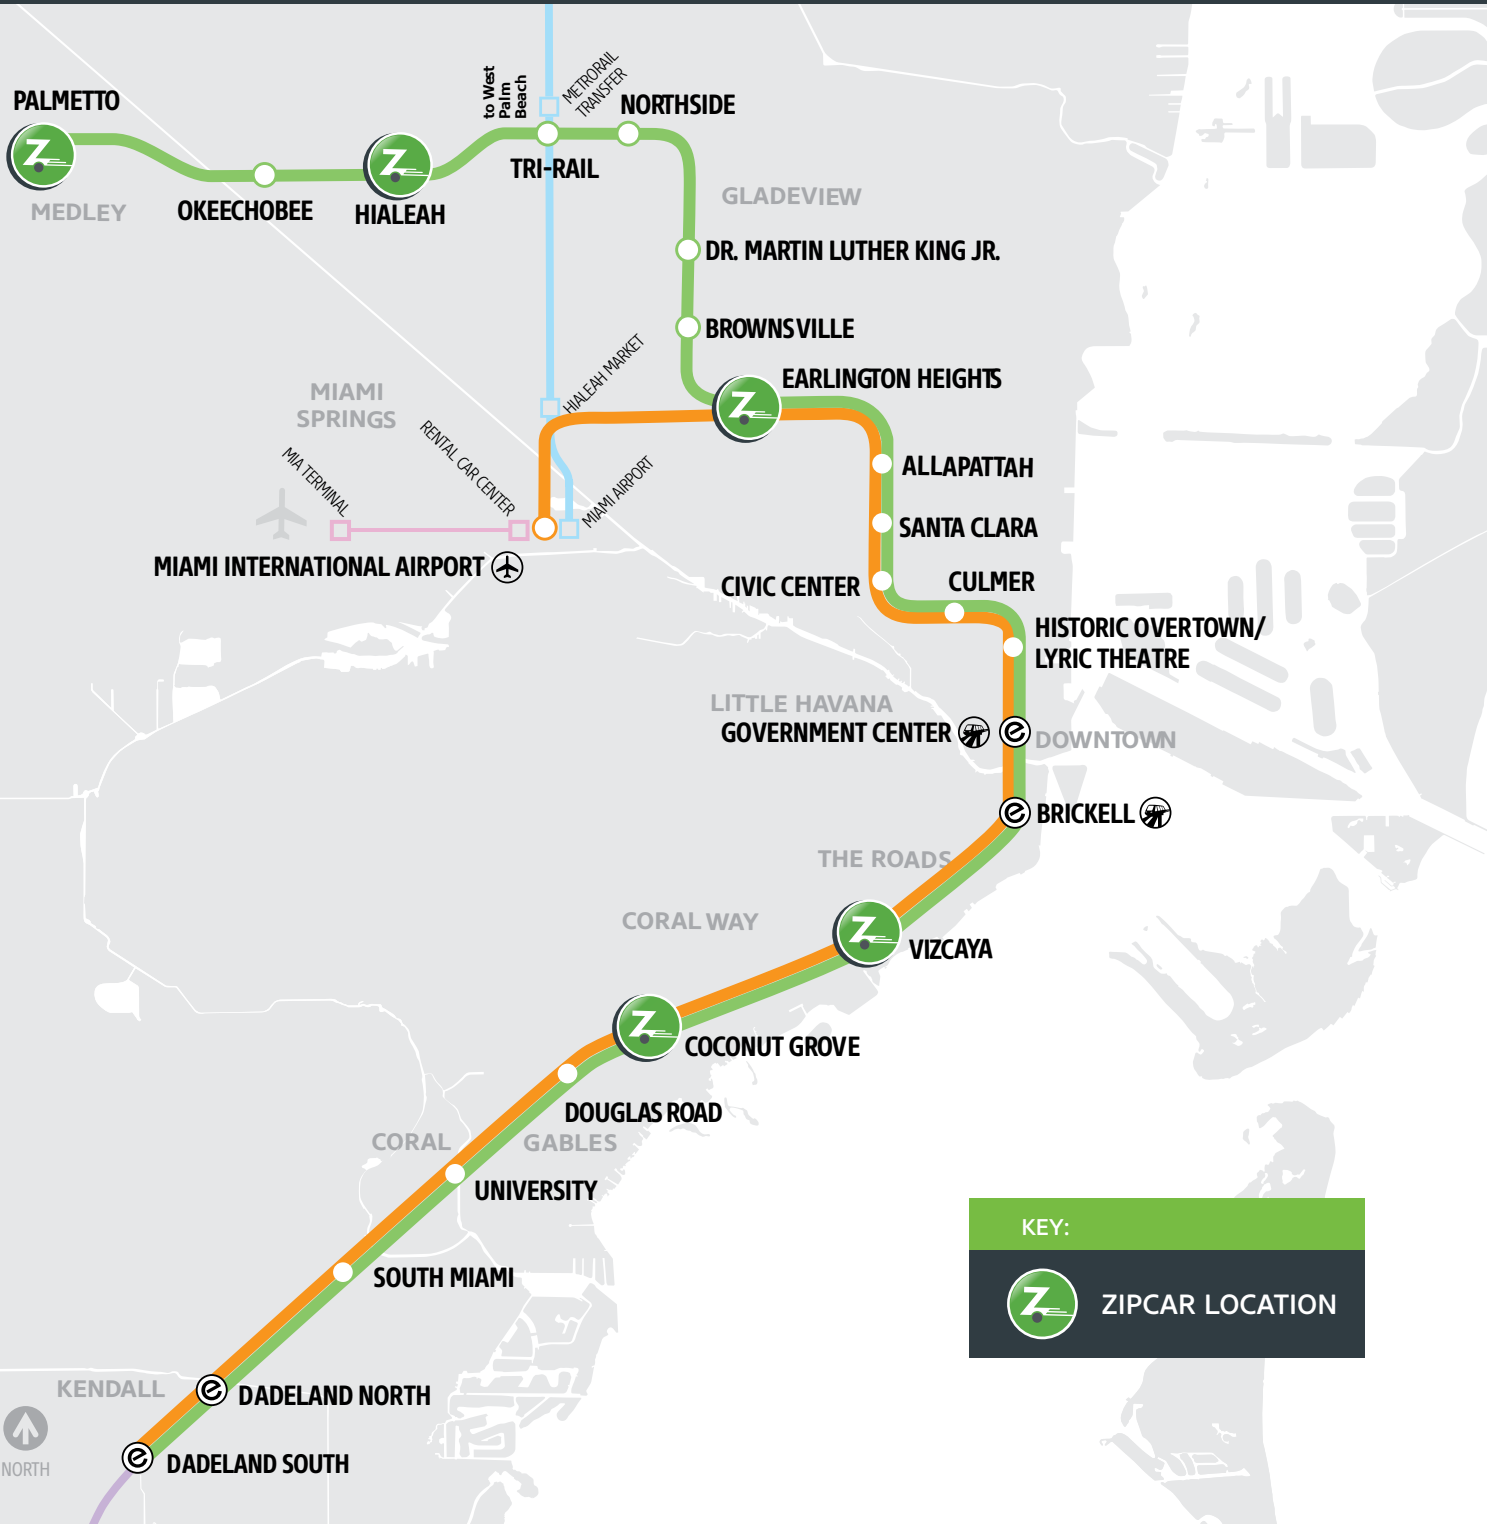 PALMETTO
to West
Palm
Beach
METRORAIL
TRANSFER
NORTHSIDE
TRI-RAIL
MEDLEY
OKEECHOBEE
HIALEAH
GLADEVIEW
DR. MARTIN LUTHER KING JR.
BROWNSVILLE
HIALEAH MARKET
EARLINGTON HEIGHTS
MIAMI
SPRINGS
RENTAL CAR CENTER
MIA TERMINAL
MIAMI AIRPORT
ALLAPATTAH
SANTA CLARA
MIAMI INTERNATIONAL AIRPORT
CIVIC CENTER
CULMER
HISTORIC OVERTOWN/
LYRIC THEATRE
LITTLE HAVANA
GOVERNMENT CENTER
e
DOWNTOWN
e
BRICKELL
THE ROADS
CORAL WAY
Z
VIZCAYA
Z
COCONUT GROVE
DOUGLAS ROAD
CORAL GABLES
UNIVERSITY
KEY:
SOUTH MIAMI
Z
ZIPCAR LOCATION
KENDALL
e
DADELAND NORTH
NORTH
e
DADELAND SOUTH
Z
Z
Z